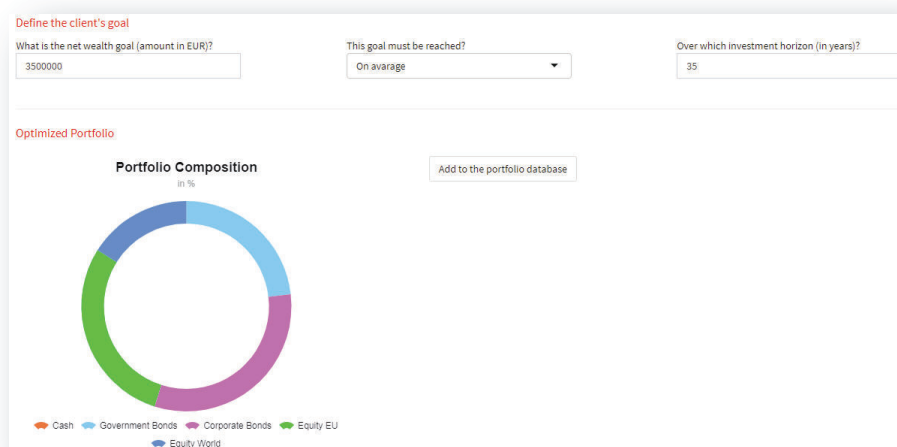 Define the client's goal
What is the net wealth goal (amount in EUR)?
This goal must be reached?
Over which investment horizon (in years)?
3500000
On avarage
35
Optimized Portfolio
Portfolio Composition
in %
Add to the portfolio database
Cash
Government Bonds
Corporate Bonds
Equity EU
Equity World